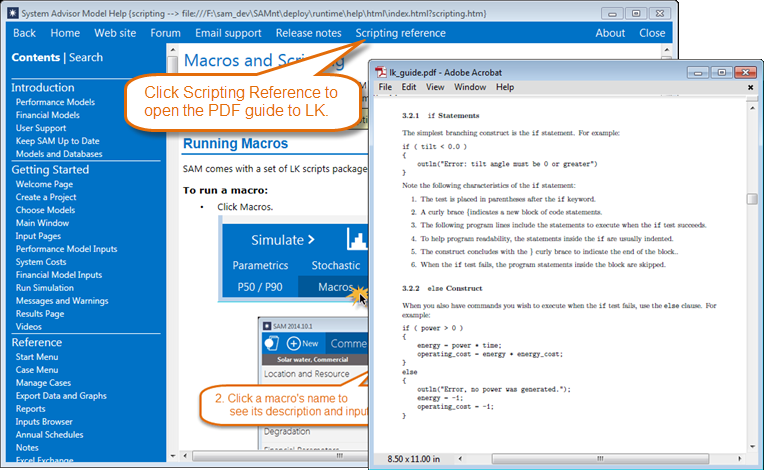 System Advisor Model Help {scripting --> file:///F:\sam_dev\SAMnt\deploy\runtime\help\html\index.html?scripting.htm}
Back Home Web site Forum Email support Release notes Scripting reference About Close
Contents | Search
Introduction
Performance Models
Financial Models
User Support
Keep SAM Up to Date
Models and Databases
Getting Started
Welcome Page
Create a Project
Choose Models
Main Window
Input Pages
Performance Model Inputs
System Costs
Financial Model Inputs
Run Simulation
Messages and Warnings
Results Page
Videos
Reference
Start Menu
Case Menu
Manage Cases
Export Data and Graphs
Reports
Inputs Browser
Annual Schedules
Notes
Excel Exchange
Macros and Scripting
Click Scripting Reference to
open the PDF guide to LK.
Running Macros
SAM comes with a set of LK scripts package
To run a macro:
• Click Macros.
Simulate >
Parametrics Stochastic
P50 / P90 Macros
SAM 2014.10.1
New Comme
Solar water, Commercial
Location and Resource
2. Click a macro's name to
see its description and input
Degradation
Financial Parameters
lk_guide.pdf - Adobe Acrobat
File Edit View Window Help
3.2.1 if Statements
The simplest branching construct is the if statement. For example:
if ( tilt < 0.0 )
{
outln("Error: tilt angle must be 0 or greater")
}
Note the following characteristics of the if statement:
1. The test is placed in parentheses after the if keyword.
2. A curly brace {indicates a new block of code statements.
3. The following program lines include the statements to execute when the if test succeeds.
4. To help program readability, the statements inside the if are usually indented.
5. The construct concludes with the } curly brace to indicate the end of the block..
6. When the if test fails, the program statements inside the block are skipped.
3.2.2 else Construct
When you also have commands you wish to execute when the if test fails, use the else clause. For
example:
if ( power > 0 )
{
energy = power * time;
operating_cost = energy * energy_cost;
}
else
{
outln("Error, no power was generated.");
energy = -1;
operating_cost = -1;
}
8.50 x 11.00 in